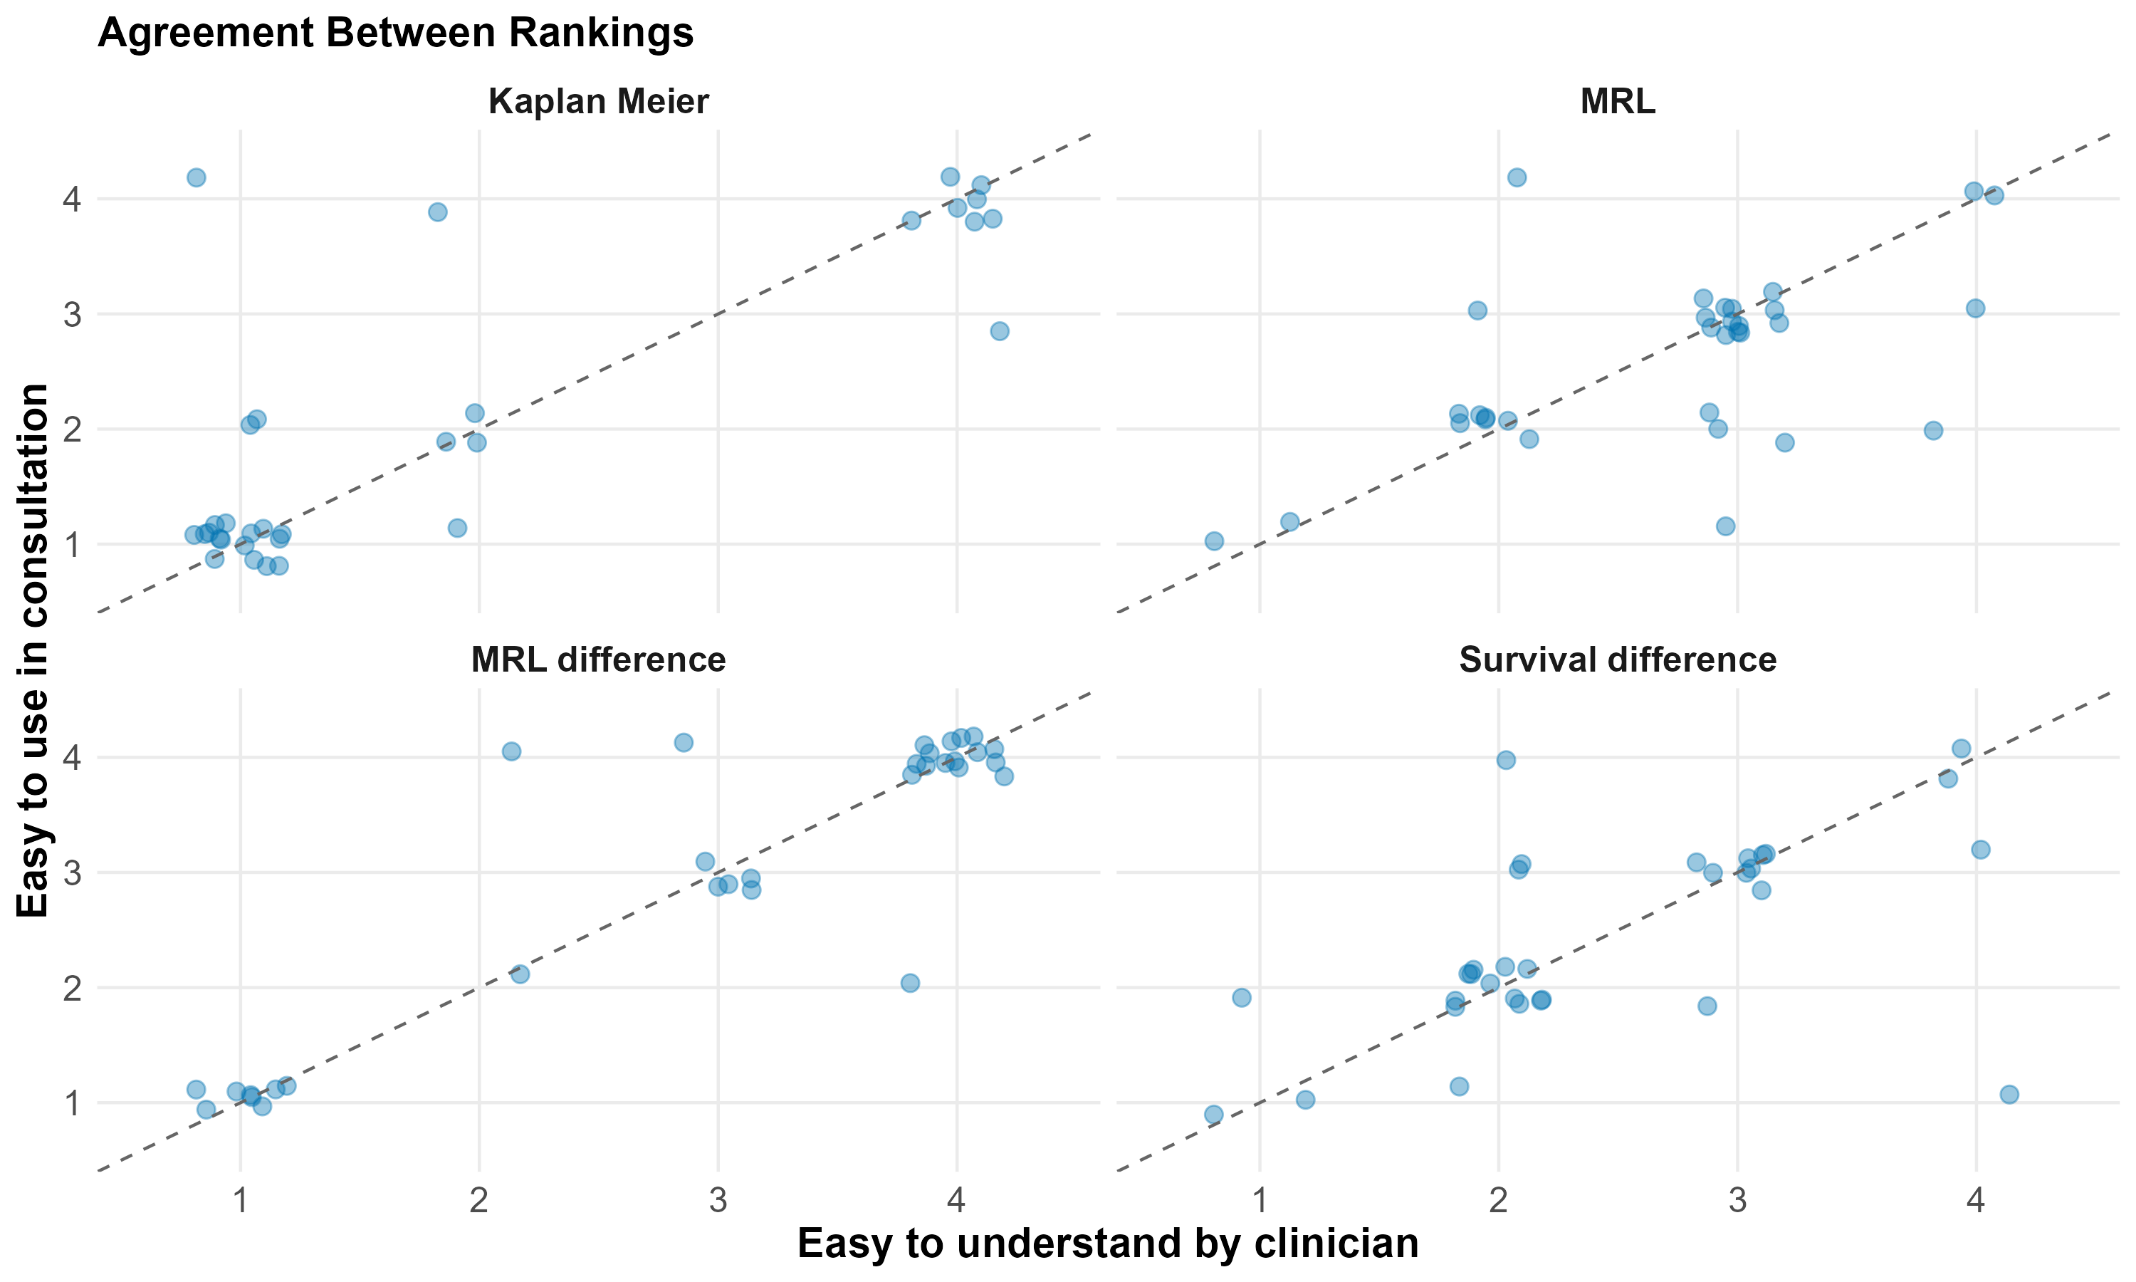 Agreement Between Rankings
Kaplan Meier
MRL
4
3
2
1
MRL difference
Survival difference
4
3
2
1
1 2 3 4
1 2 3 4
Easy to understand by clinician
Easy to use in consultation